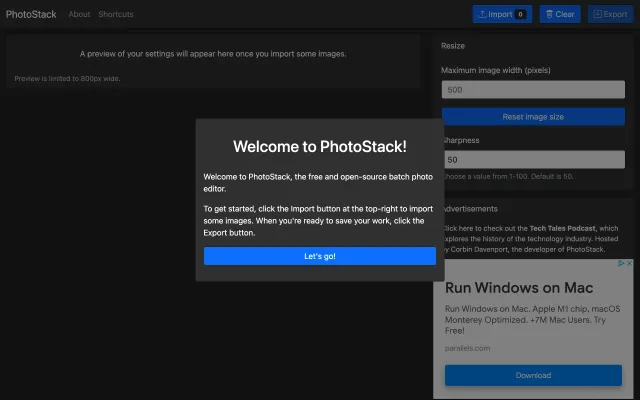 PhotoStack About Shortcuts Import 0 Clear Export
A preview of your settings will appear here once you import some images.
Preview is limited to 800px wide.
Resize
Maximum image width (pixels)
500
Reset image size
Sharpness
50
Choose a value from 1-100. Default is 50.
Welcome to PhotoStack!
Welcome to PhotoStack, the free and open-source batch photo
editor.
To get started, click the Import button at the top-right to import
some images. When you're ready to save your work, click the
Export button.
Let's go!
Advertisements
Click here to check out the Tech Tales Podcast, which
explores the history of the technology industry. Hosted
by Corbin Davenport, the developer of PhotoStack.
Run Windows on Mac
Run Windows on Mac. Apple M1 chip, macOS
Monterey Optimized. +7M Mac Users. Try
Free!
parallels.com
Download